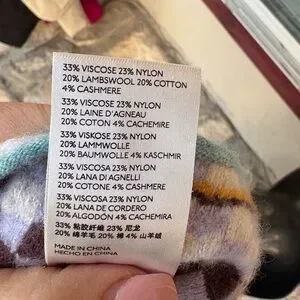 33% VISCOSE 23% NYLON
20% LAMBSWOOL 20% COTTON
4% CASHMERE
33% VISCOSE 23% NYLON
20% LAINE D'AGNEAU
20% COTON 4% CACHEMIRE
33% VISKOSE 23% NYLON
20% LAMMWOLLE
20% BAUMWOLLE 4% KASCHMIR
33% VISCOSA 23% NYLON
20% LANA DI AGNELLI
20% COTONE 4% CASHMERE
33% VISCOSA 23% NYLON
20% LANA DE CORDERO
20% ALGODÓN 4% CACHEMIRA
33% 粘胶纤维 23% 尼龙
20% 绵羊毛 20% 棉 4% 山羊绒
MADE IN CHINA
HECHO EN CHINA